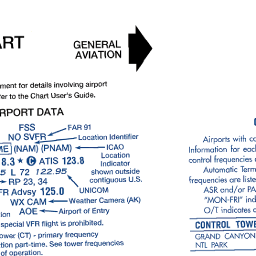 ART
GENERAL
AVIATION
ment for details involving airport
fer to the Chart User's Guide.
RPORT DATA
FSS
NO SVFR
FAR 91
Location Identifier
(NAM) (PNAM)
ICAO
Location
Indicator
shown outside
contiguous U.S.
8.3 ★ C ATIS 123.8
5 L 72 122.95
RP 23, 34
UNICOM
FR Advsy 125.0
WX CAM
Weather Camera (AK)
AOE
Airport of Entry
special VFR flight is prohibited.
ower (CT) - primary frequency
tion part-time. See tower frequencies
of operation.
Airports with co
Information for each
control frequencies
Automatic Term
frequencies are liste
ASR and/or PA
"MON-FRI" ind
O/T indicates
CONTROL TOWE
GRAND CANYON
NTL PARK